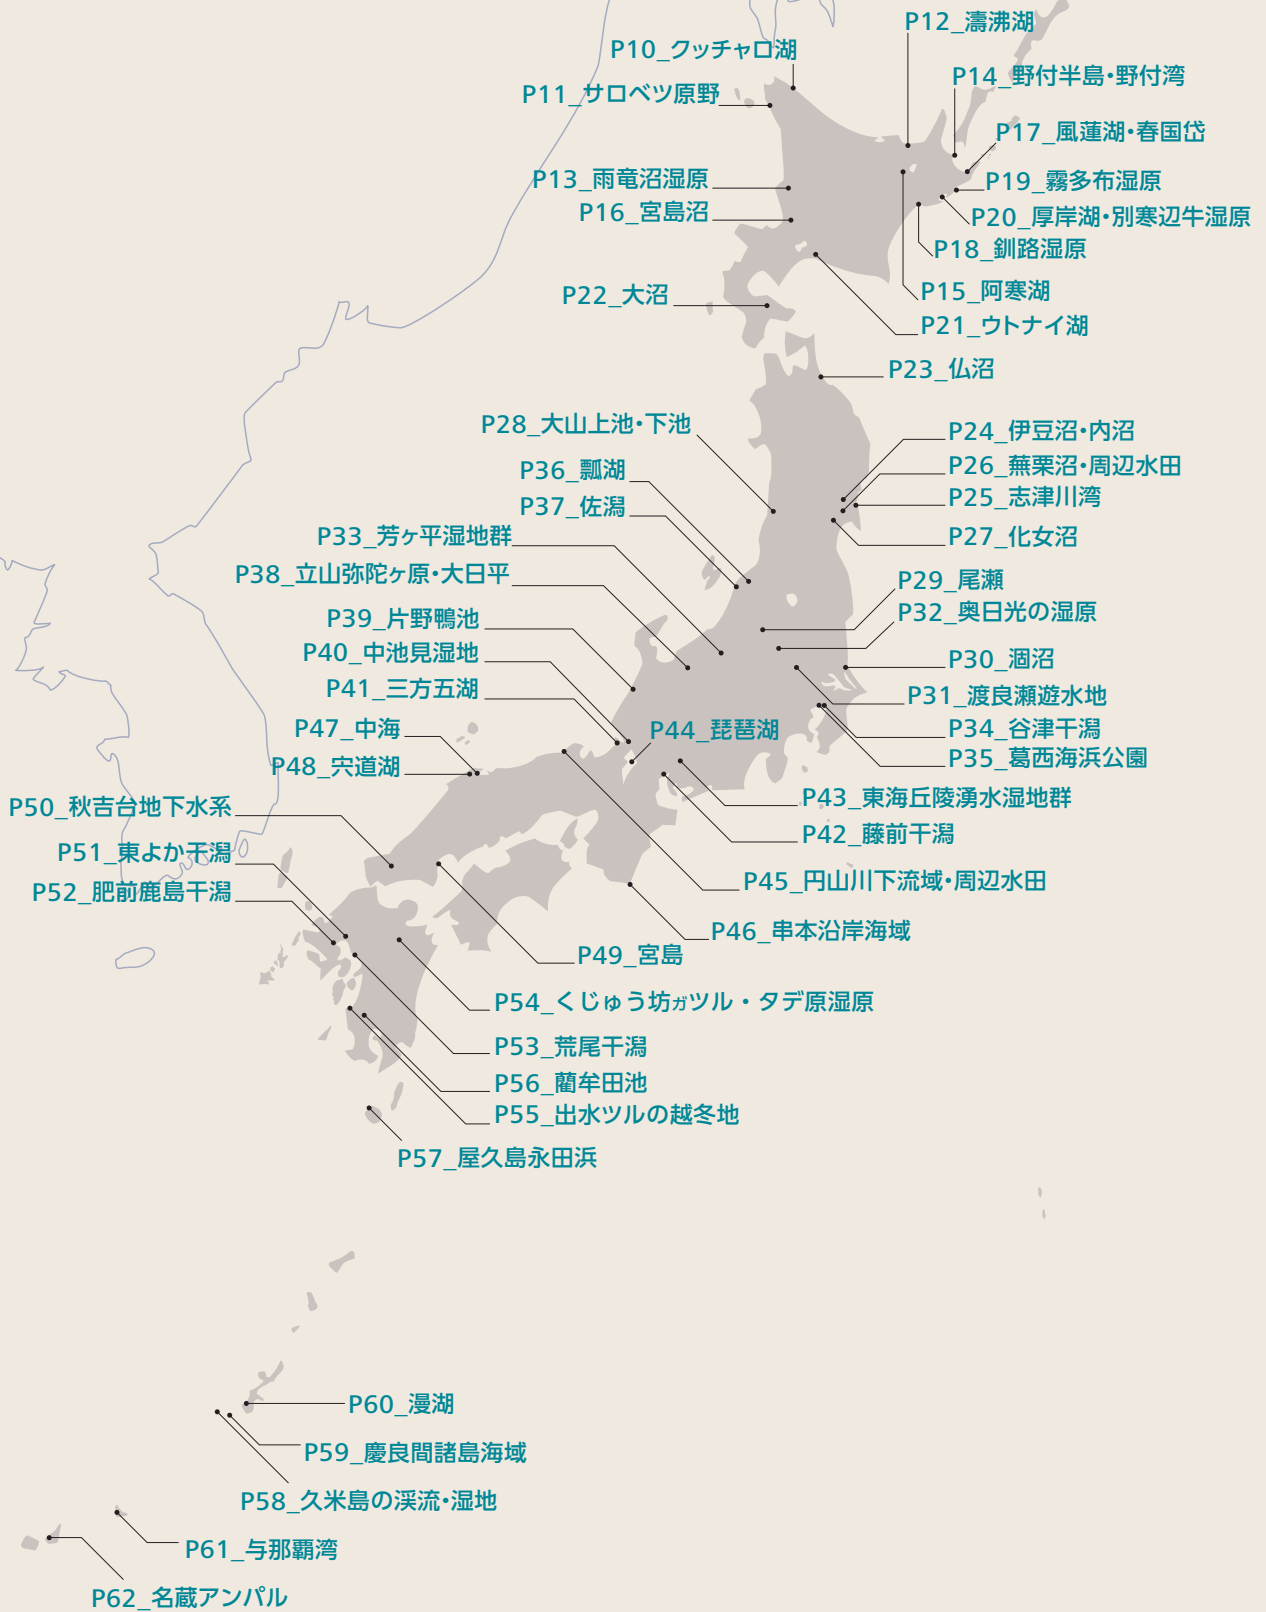 P12_濤沸湖
P10_クッチャロ湖
P14_野付半島・野付湾
P11_サロベツ原野
P17_風蓮湖・春国岱
P13_雨竜沼湿原
P19_霧多布湿原
P16_宮島沼
P20_厚岸湖・別寒辺牛湿原
P18_釧路湿原
P15_阿寒湖
P22_大沼
P21_ウトナイ湖
P23_仏沼
P28_大山上池・下池
P24_伊豆沼・内沼
P36_瓢湖
P26_蕪栗沼・周辺水田
P37_佐潟
P25_志津川湾
P33_芳ヶ平湿地群
P27_化女沼
P38_立山弥陀ヶ原・大日平
P29_尾瀬
P39_片野鴨池
P32_奥日光の湿原
P40_中池見湿地
P30_涸沼
P41_三方五湖
P31_渡良瀬遊水地
P47_中海
P44_琵琶湖
P34_谷津干潟
P48_宍道湖
P35_葛西海浜公園
P50_秋吉台地下水系
P43_東海丘陵湧水湿地群
P42_藤前干潟
P51_東よか干潟
P45_円山川下流域・周辺水田
P52_肥前鹿島干潟
P46_串本沿岸海域
P49_宮島
P54_くじゅう坊ガツル・タデ原湿原
P53_荒尾干潟
P56_藺牟田池
P55_出水ツルの越冬地
P57_屋久島永田浜
P60_漫湖
P59_慶良間諸島海域
P58_久米島の渓流・湿地
P61_与那覇湾
P62_名蔵アンパル